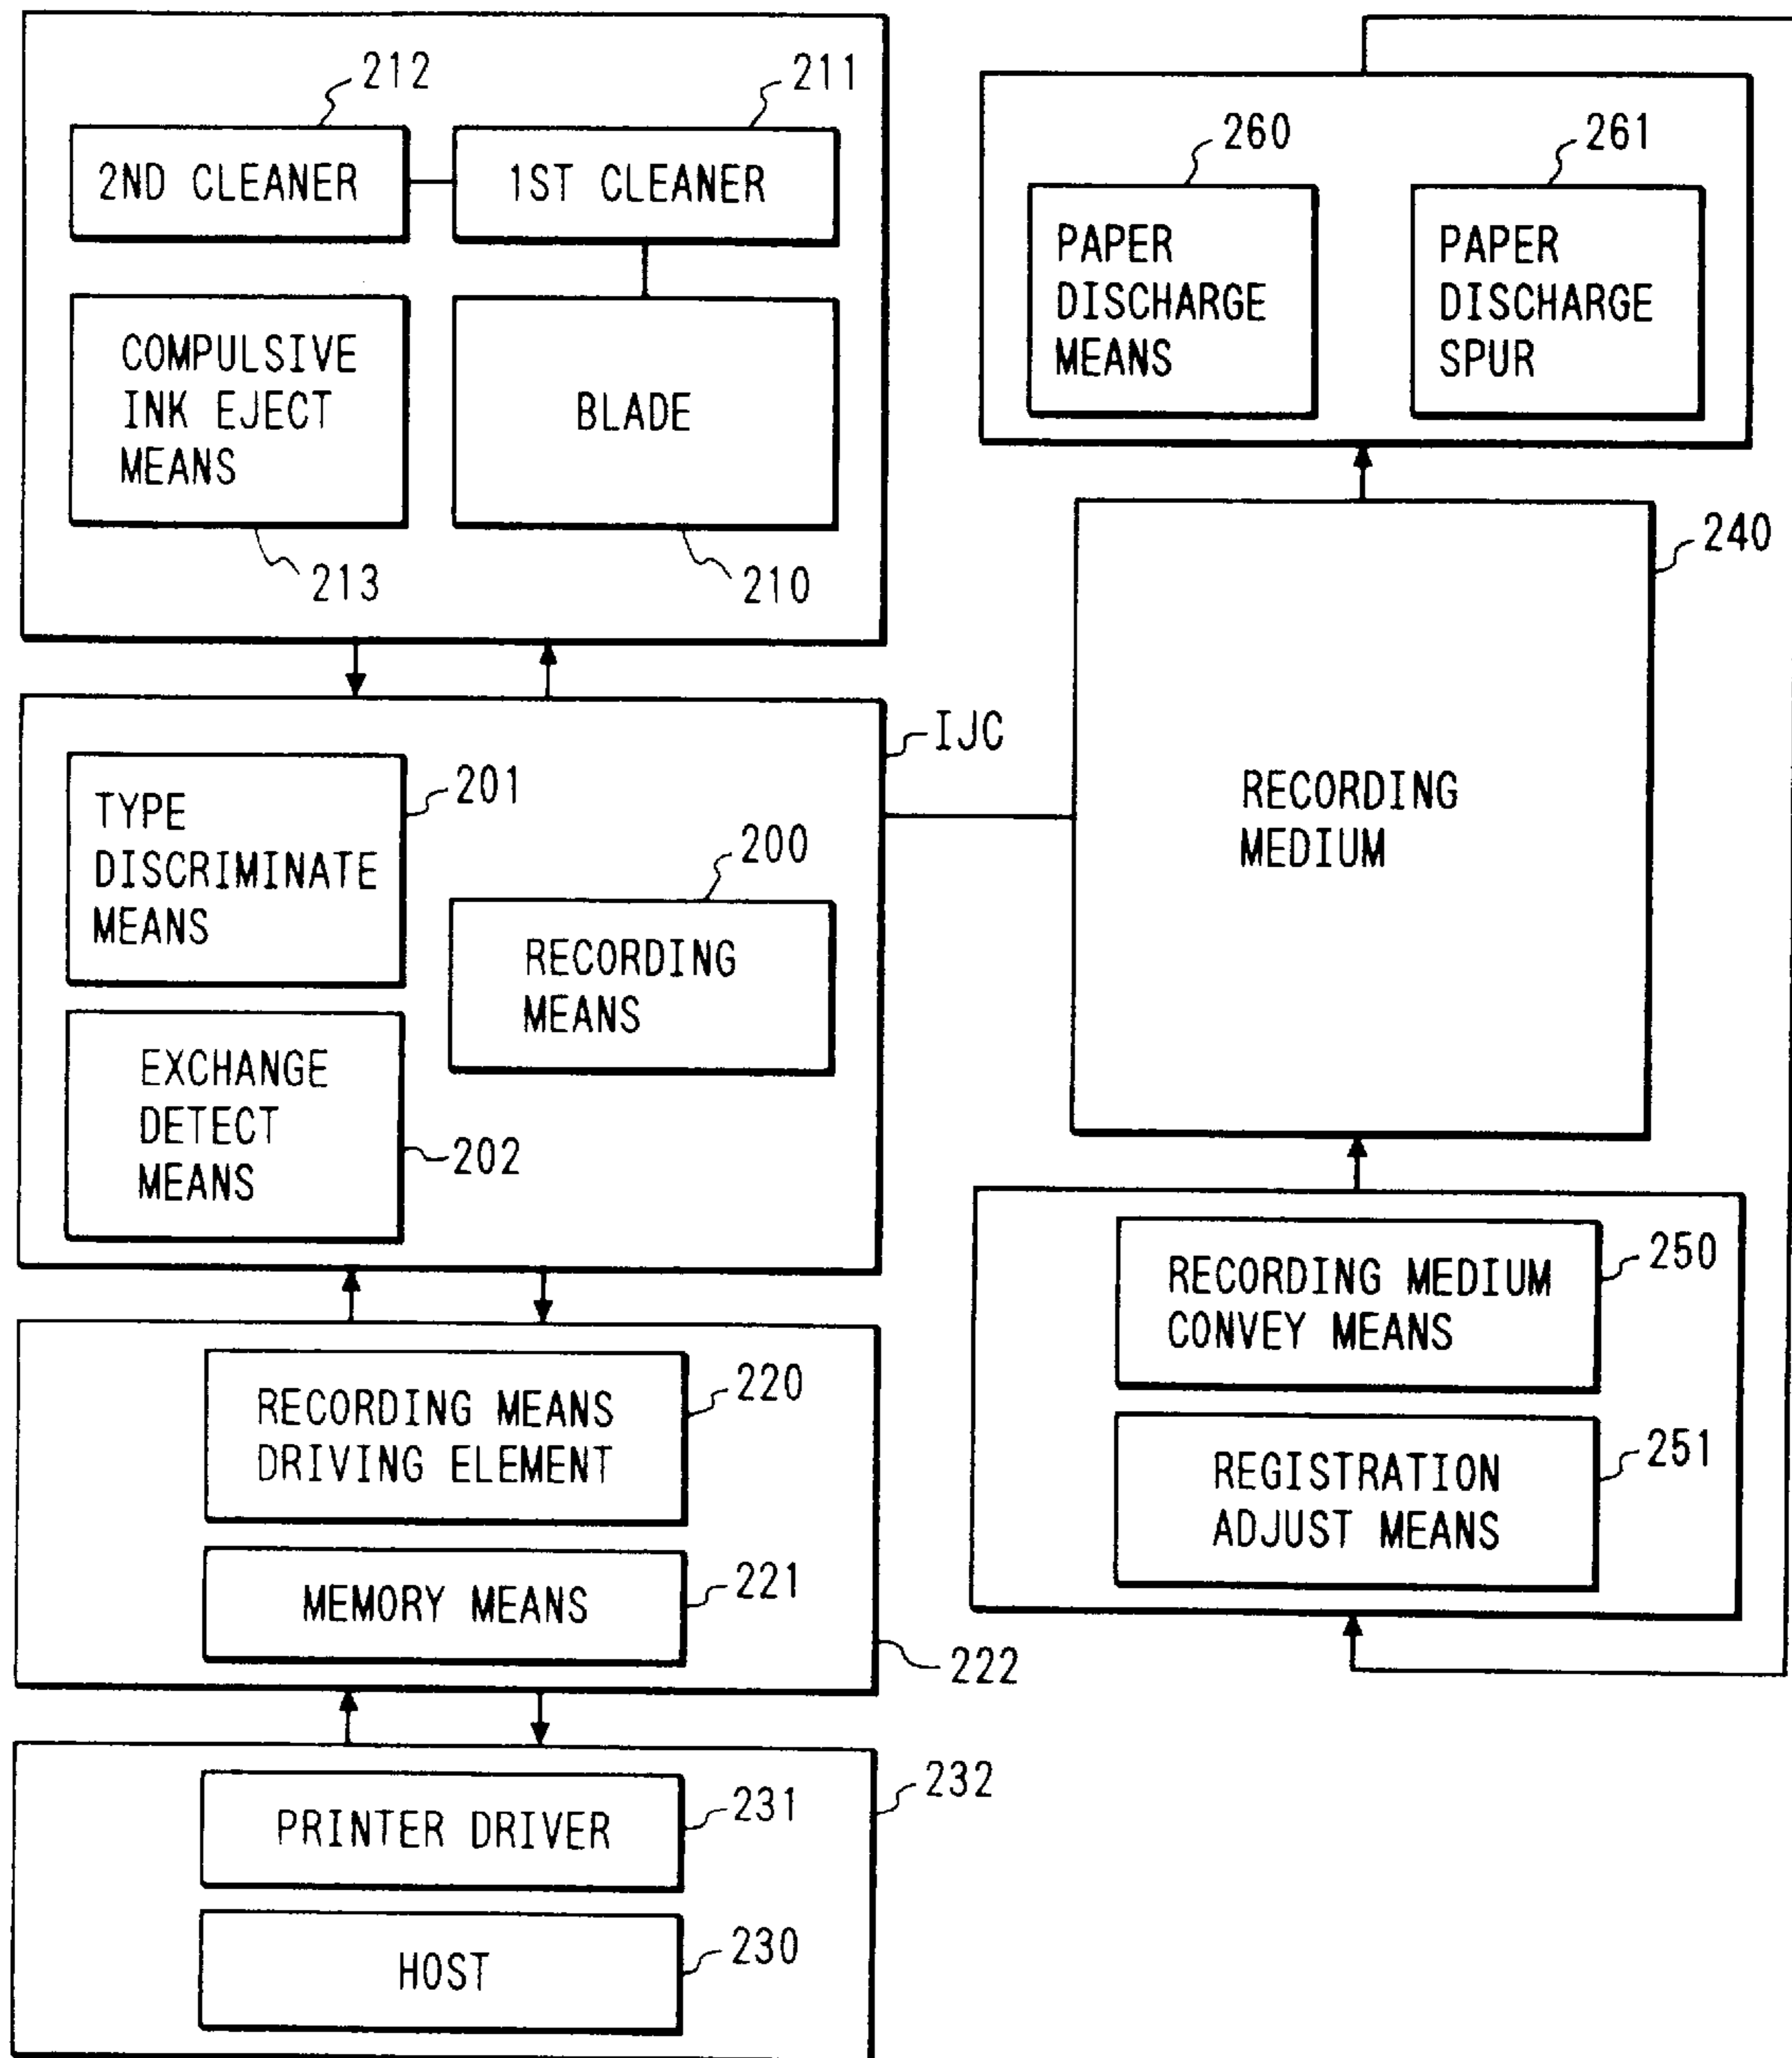 212
211
2ND CLEANER
1ST CLEANER
COMPULSIVE
INK EJECT
MEANS
BLADE
213
210
IJC
TYPE
DISCRIMINATE
MEANS
201
200
RECORDING
MEANS
EXCHANGE
DETECT
MEANS
202
RECORDING MEANS
DRIVING ELEMENT
220
MEMORY MEANS
221
222
PRINTER DRIVER
231
232
HOST
230
260
261
PAPER
DISCHARGE
MEANS
PAPER
DISCHARGE
SPUR
240
RECORDING
MEDIUM
RECORDING MEDIUM
CONVEY MEANS
250
REGISTRATION
ADJUST MEANS
251